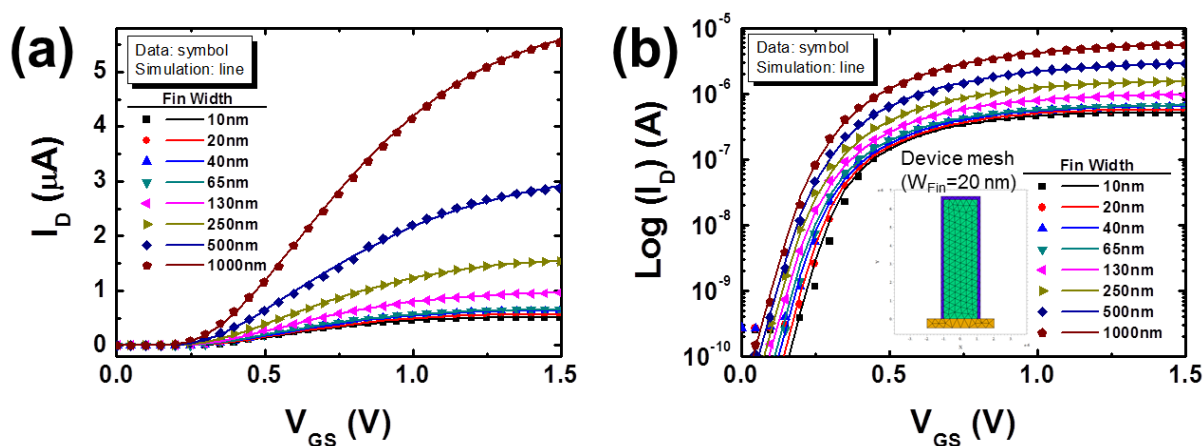 (a)
Data: symbol
Simulation: line
Fin Width
10nm
20nm
40nm
65nm
130nm
250nm
500nm
1000nm
5
4
3
2
1
0
I_D (μA)
0.0 0.5 1.0 1.5
V_GS (V)
(b)
Data: symbol
Simulation: line
Device mesh
(W_Fin=20 nm)
Fin Width
10nm
20nm
40nm
65nm
130nm
250nm
500nm
1000nm
10^-5
10^-6
10^-7
10^-8
10^-9
10^-10
Log (I_D) (A)
0.0 0.5 1.0 1.5
V_GS (V)